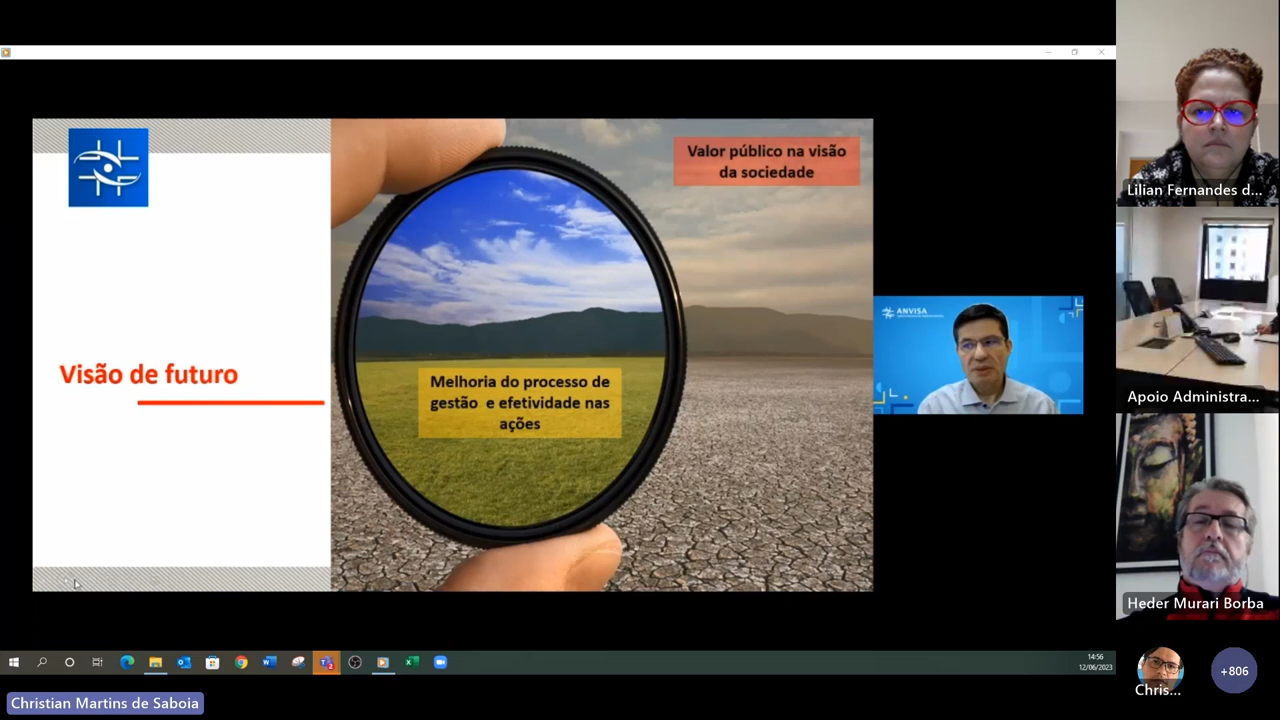 Valor público na visão
da sociedade
Visão de futuro
Melhoria do processo de
gestão e efetividade nas
ações
ANVISA
Lilian Fernandes d...
Apoio Administra...
Heder Murari Borba
Chris...
+806
14:56
12/06/2023
Christian Martins de Saboia